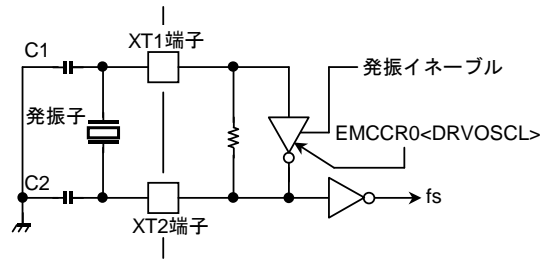 C1
XT1端子
発振イネーブル
発振子
EMCCR0<DRVOSCL>
C2
fs
XT2端子